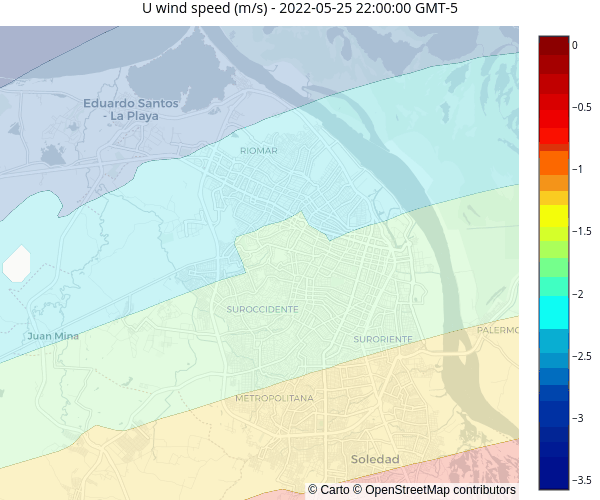 U wind speed (m/s) - 2022-05-25 22:00:00 GMT-5
0
Eduardo Santos
- La Playa
−0.5
RIOMAR
−1
−1.5
−2
SUROCCIDENTE
Juan Mina
SURORIENTE
PALERMO
−2.5
METROPOLITANA
−3
Soledad
−3.5
© Carto © OpenStreetMap contributors